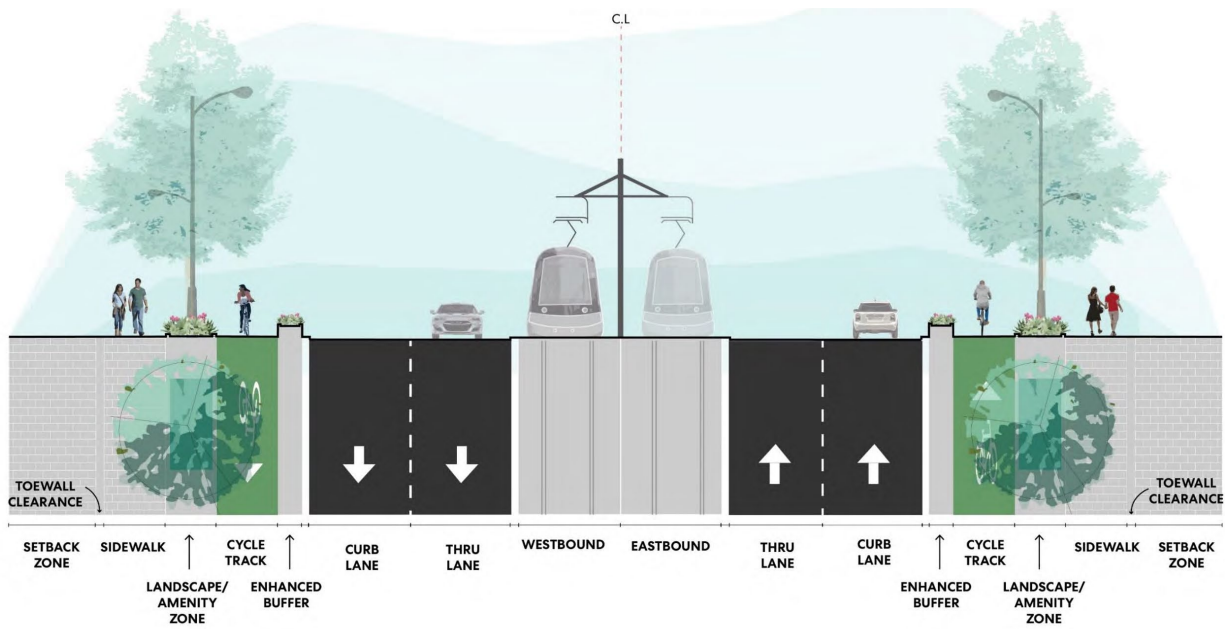 C.L
TOEWALL
CLEARANCE
TOEWALL
CLEARANCE
SETBACK
ZONE
SIDEWALK
LANDSCAPE/
AMENITY
ZONE
CYCLE
TRACK
ENHANCED
BUFFER
CURB
LANE
THRU
LANE
WESTBOUND
EASTBOUND
THRU
LANE
CURB
LANE
ENHANCED
BUFFER
CYCLE
TRACK
LANDSCAPE/
AMENITY
ZONE
SIDEWALK
SETBACK
ZONE